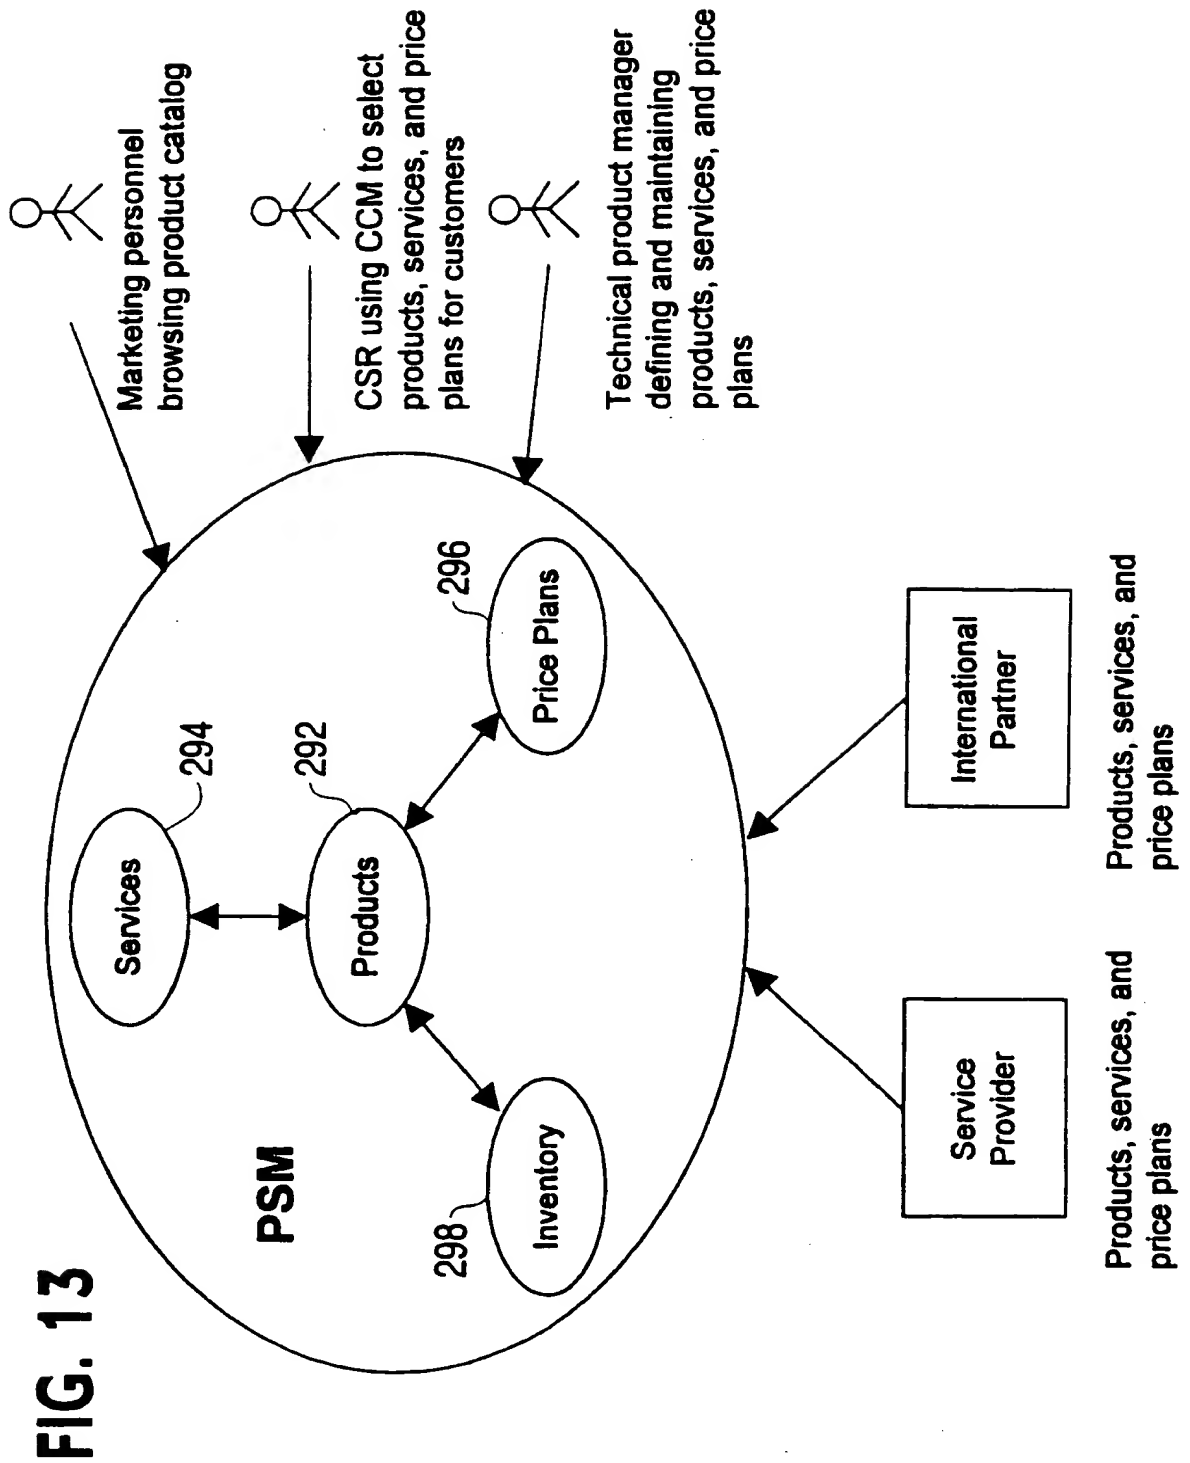 FIG. 13
PSM
Services
294
Products
292
Inventory
298
Price Plans
296
Marketing personnel
browsing product catalog
CSR using CCM to select
products, services, and price
plans for customers
Technical product manager
defining and maintaining
products, services, and price
plans
Service
Provider
Products, services, and
price plans
International
Partner
Products, services, and
price plans